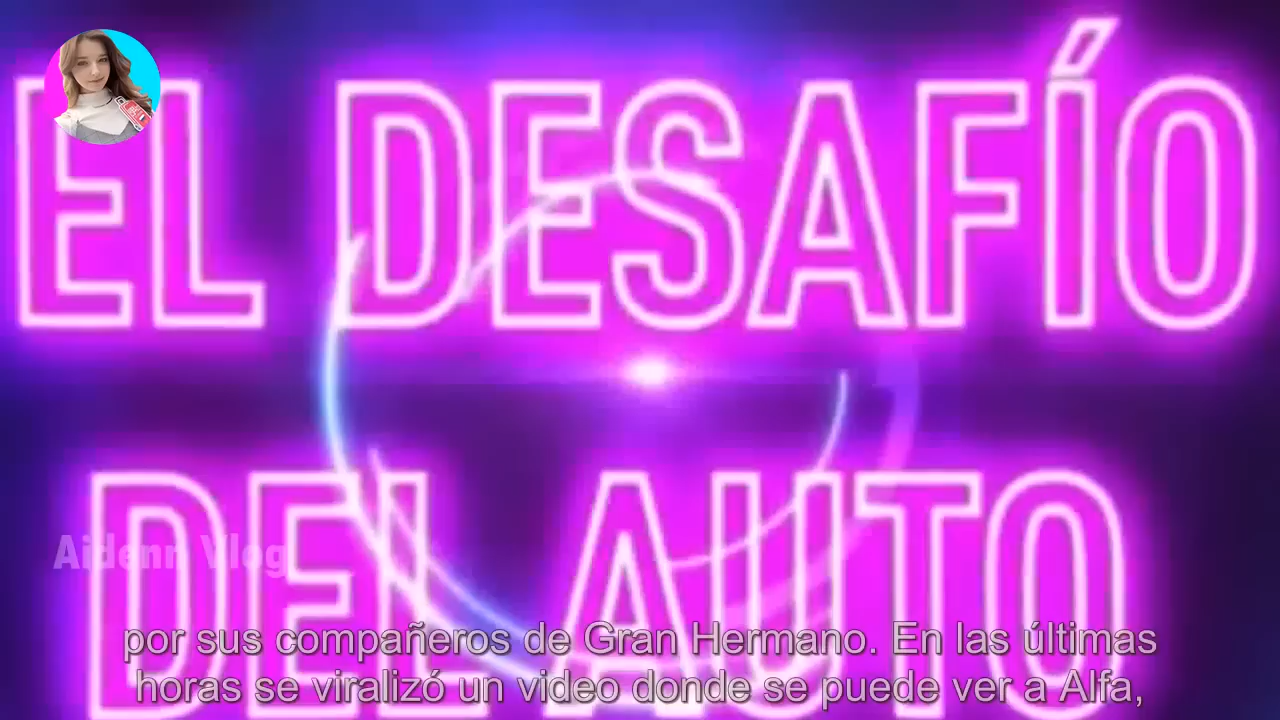 EL DESAFÍO
DEL AUTO
Aidenn Vlog
por sus compañeros de Gran Hermano. En las últimas
horas se viralizó un video donde se puede ver a Alfa,